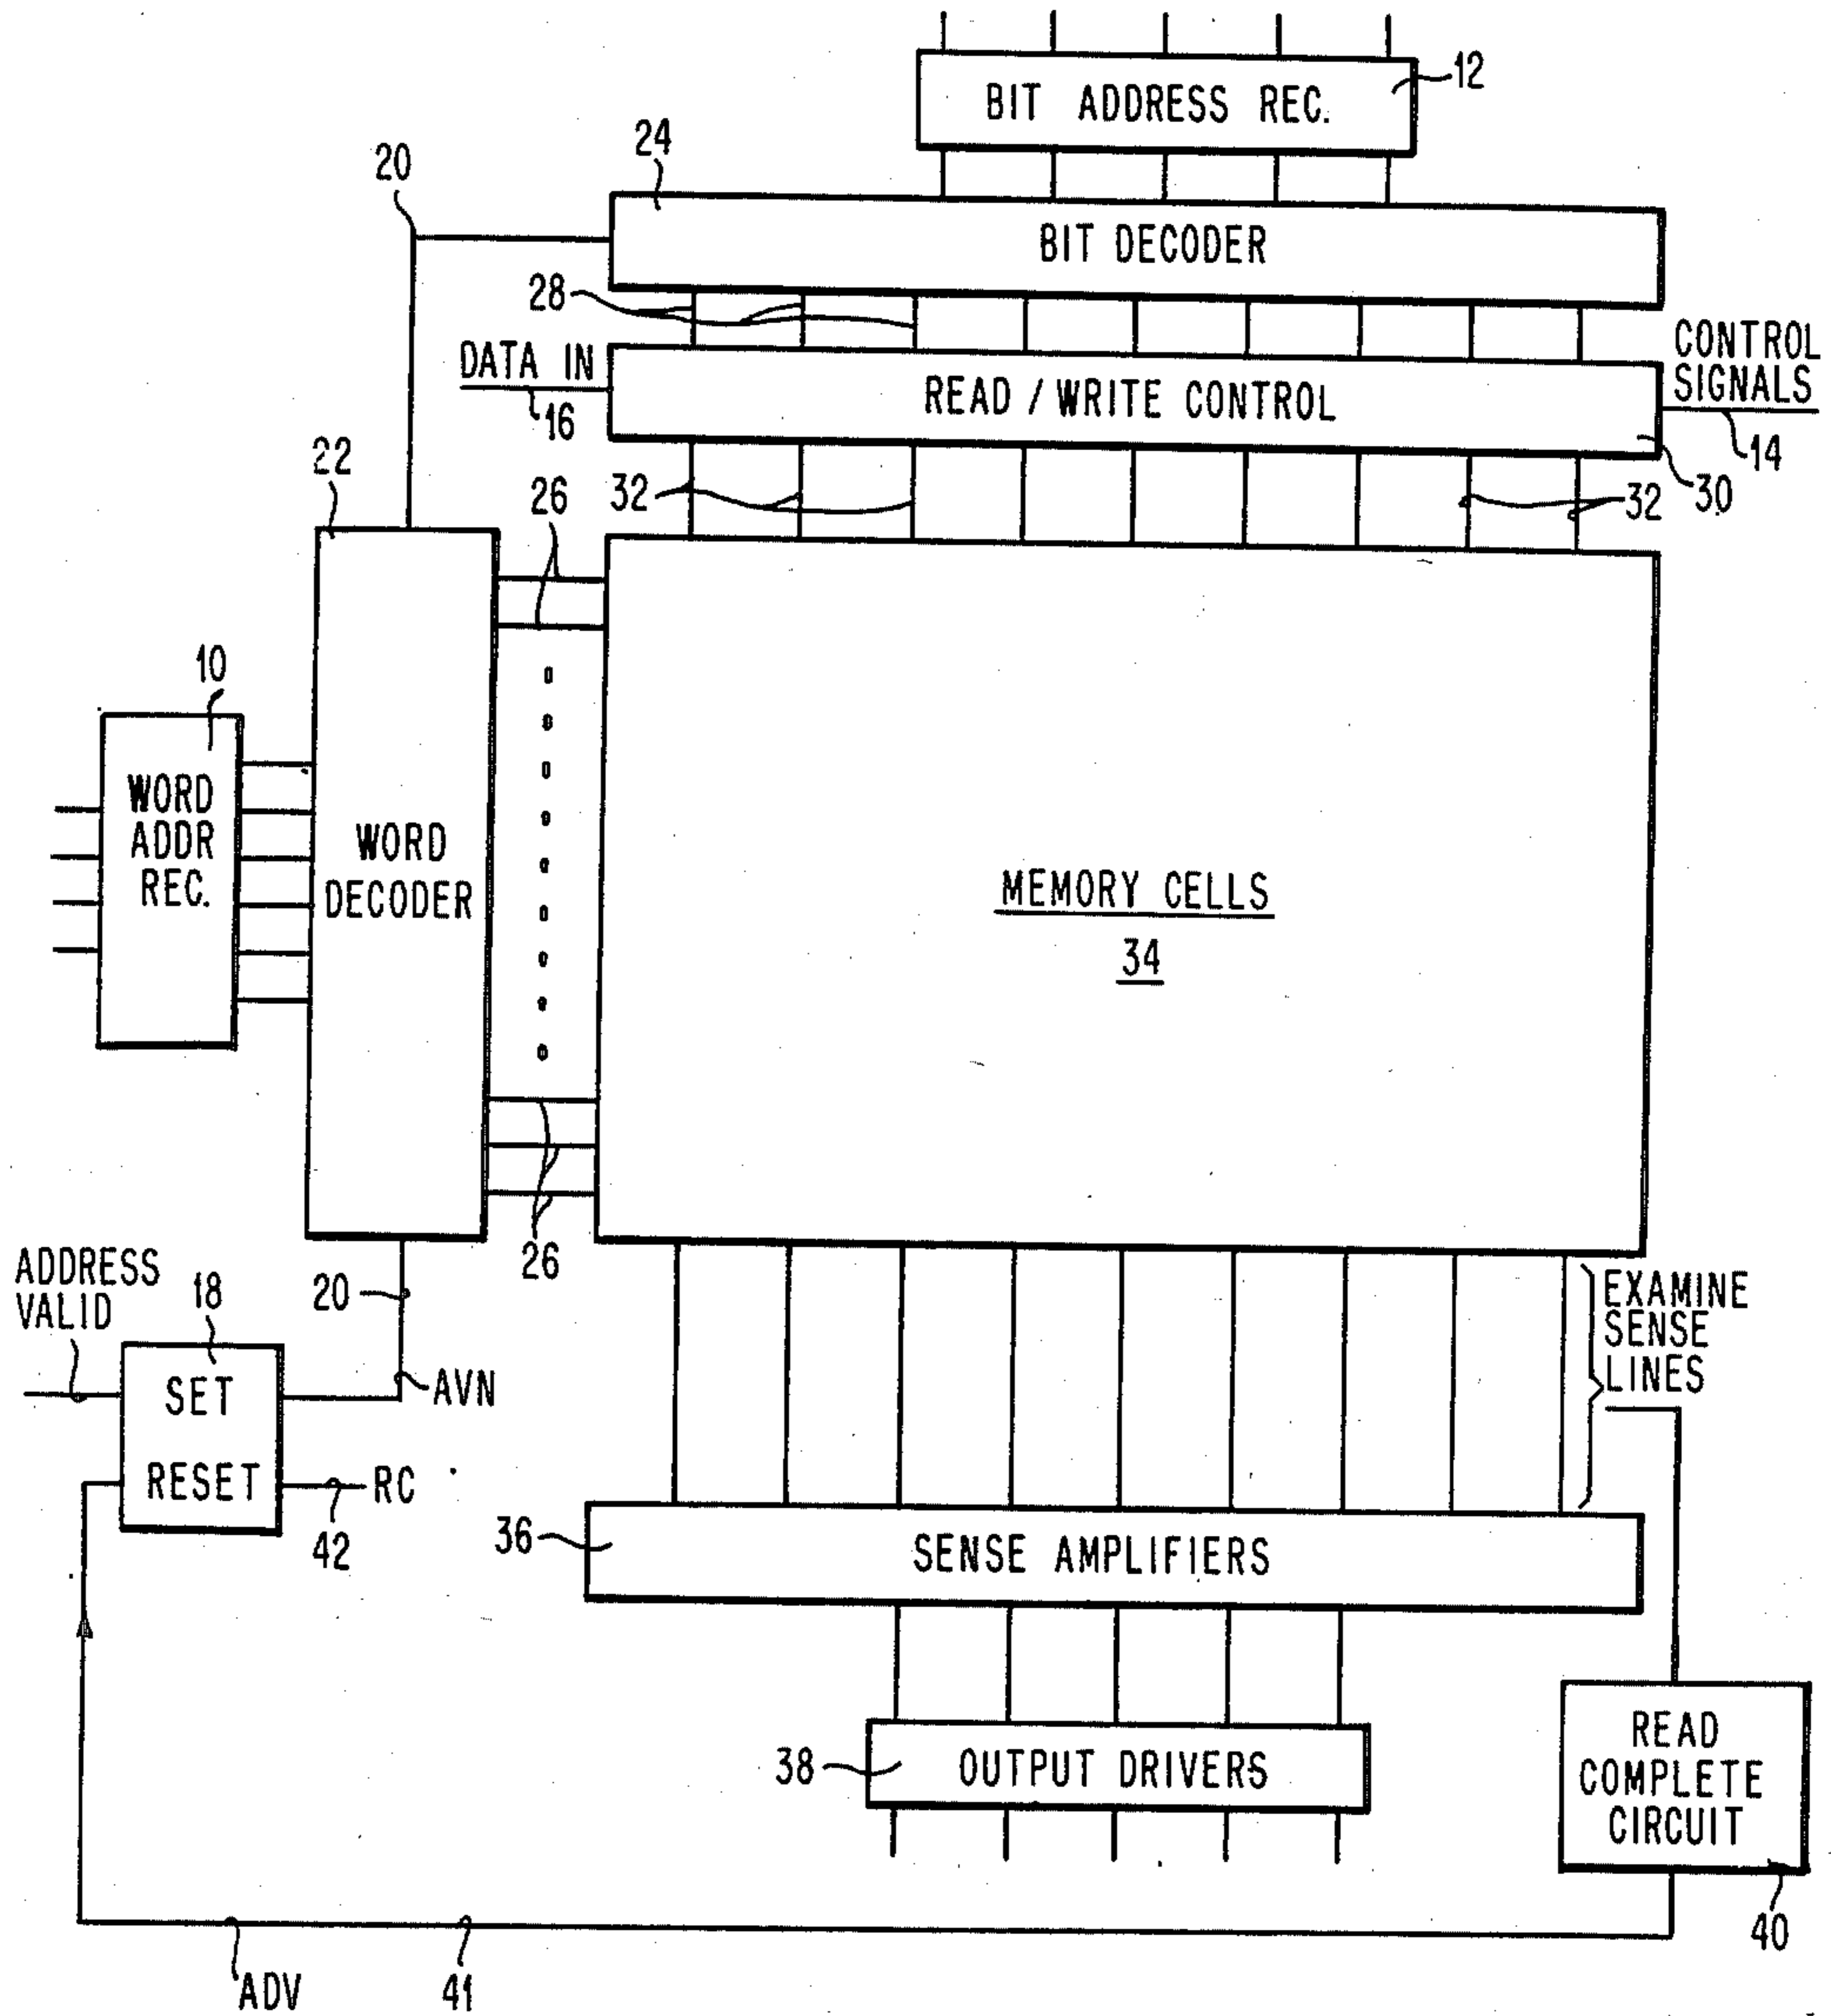 12
BIT ADDRESS REC.
24
20
BIT DECODER
28
DATA IN
16
READ / WRITE CONTROL
CONTROL
SIGNALS
14
30
22
26
32
32
26
10
WORD
ADDR
REC.
WORD
DECODER
MEMORY CELLS
34
26
ADDRESS
VALID
18
20
SET
AVN
RESET
RC
42
EXAMINE
SENSE
LINES
36
SENSE AMPLIFIERS
38
OUTPUT DRIVERS
READ
COMPLETE
CIRCUIT
40
ADV
41